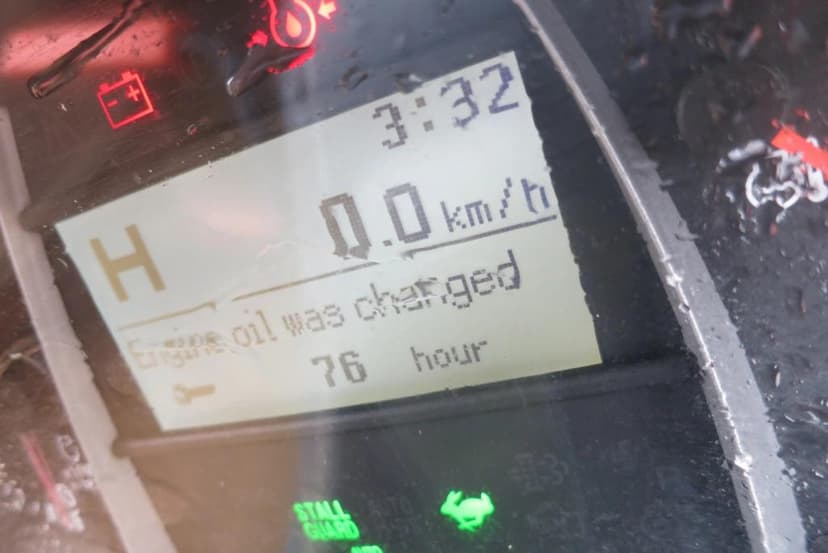 3:32
H 0.0 km/h
Engine oil was changed
76 hour
STALL
GUARD